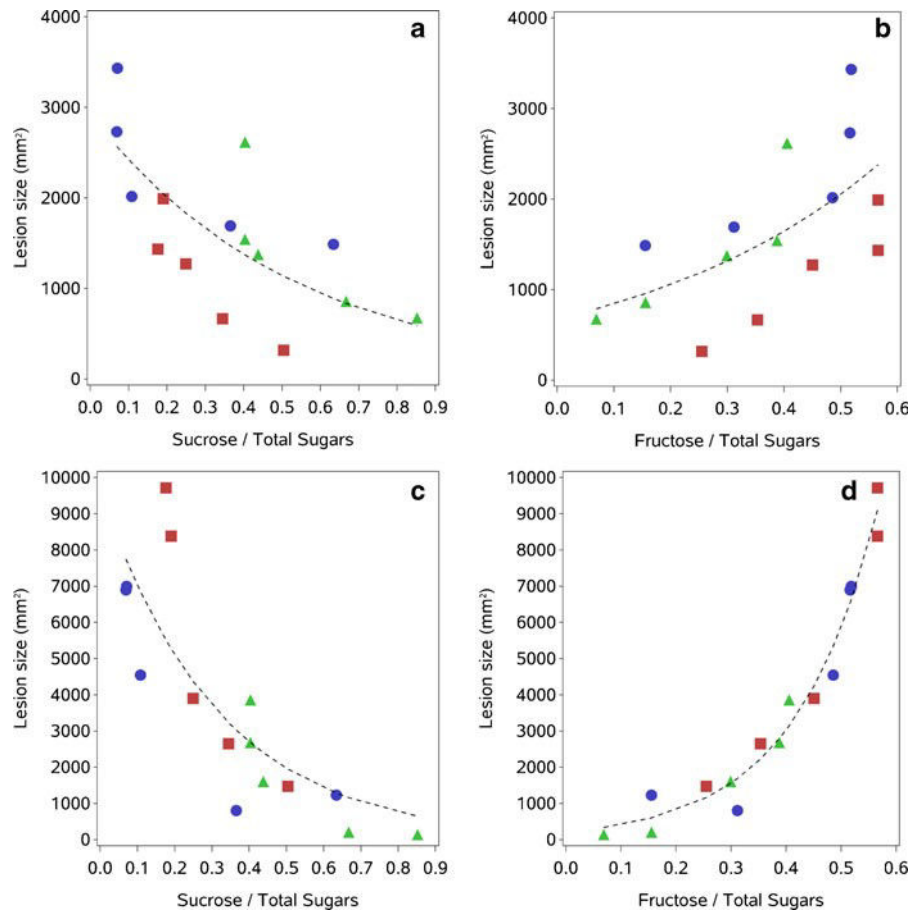 a
4000
3000
2000
1000
0
Lesion size (mm²)
0.0 0.1 0.2 0.3 0.4 0.5 0.6 0.7 0.8 0.9
Sucrose / Total Sugars
b
4000
3000
2000
1000
0
Lesion size (mm²)
0.0 0.1 0.2 0.3 0.4 0.5 0.6
Fructose / Total Sugars
c
10000
9000
8000
7000
6000
5000
4000
3000
2000
1000
0
Lesion size (mm²)
0.0 0.1 0.2 0.3 0.4 0.5 0.6 0.7 0.8 0.9
Sucrose / Total Sugars
d
10000
9000
8000
7000
6000
5000
4000
3000
2000
1000
0
Lesion size (mm²)
0.0 0.1 0.2 0.3 0.4 0.5 0.6
Fructose / Total Sugars